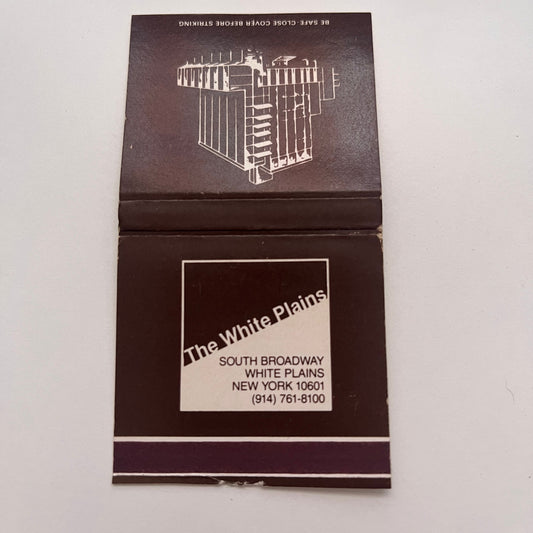 BE SAFE-CLOSE COVER BEFORE STRIKING
The White Plains
SOUTH BROADWAY
WHITE PLAINS
NEW YORK 10601
(914) 761-8100